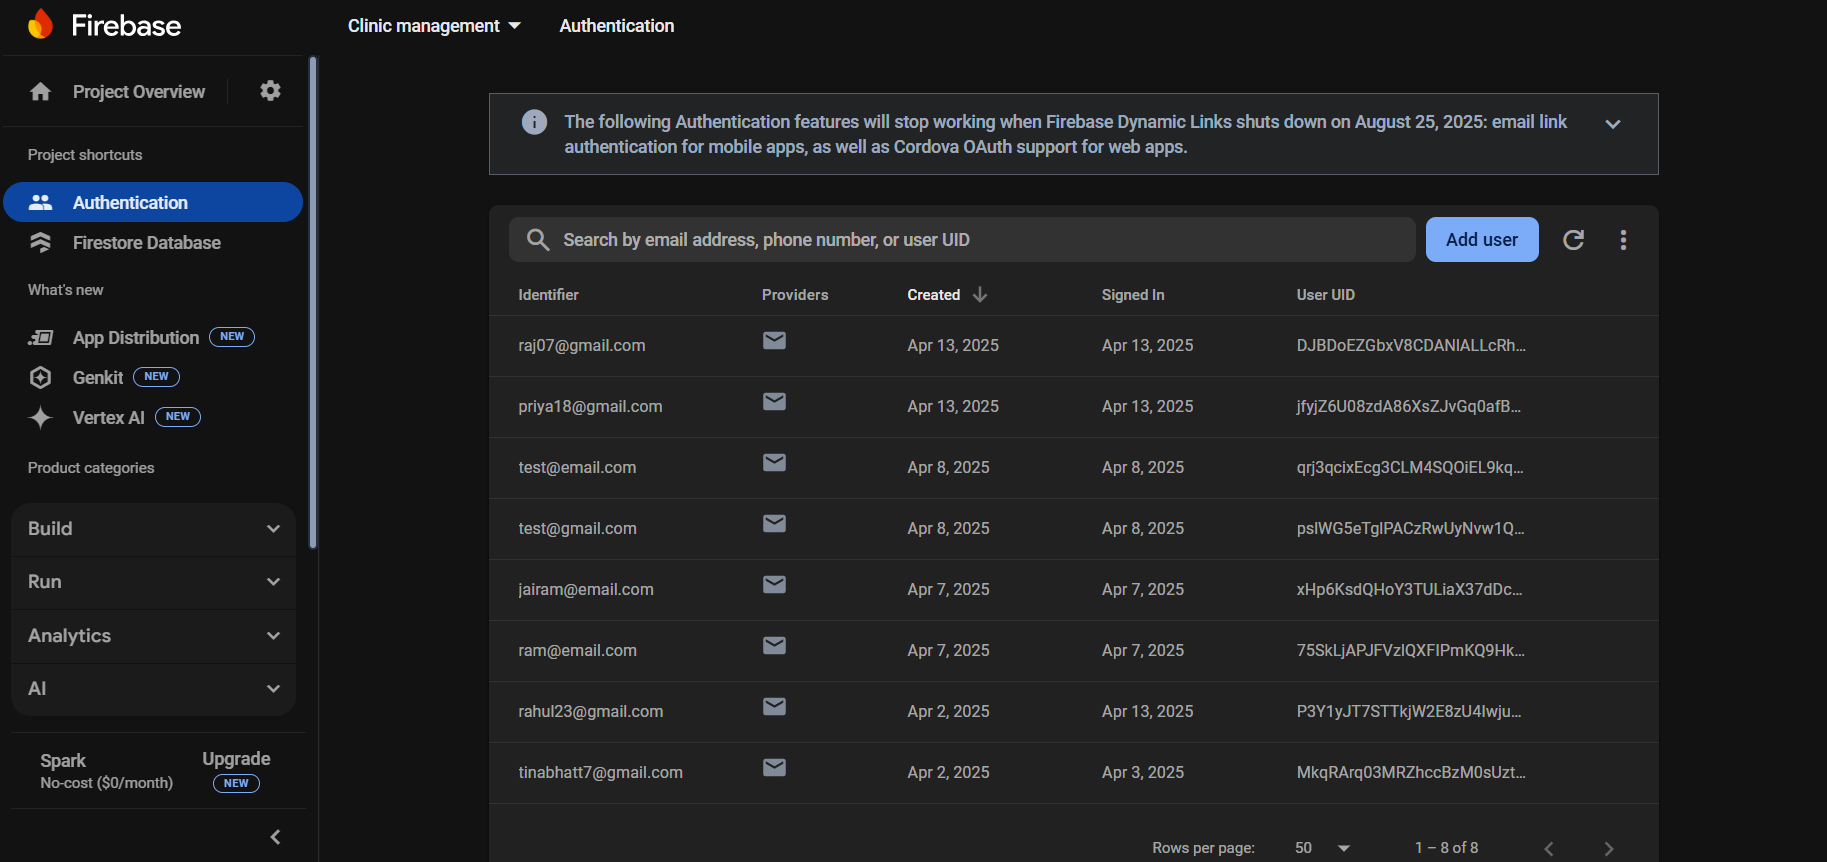 Firebase
Clinic management
Authentication
Project Overview
Project shortcuts
Authentication
Firestore Database
What's new
App Distribution NEW
Genkit NEW
Vertex AI NEW
Product categories
Build
Run
Analytics
AI
Spark
No-cost ($0/month)
Upgrade
NEW
The following Authentication features will stop working when Firebase Dynamic Links shuts down on August 25, 2025: email link
authentication for mobile apps, as well as Cordova OAuth support for web apps.
Search by email address, phone number, or user UID
Add user
Identifier Providers Created Signed In User UID
raj07@gmail.com Apr 13, 2025 Apr 13, 2025 DJBDoEZGbxV8CDANlALLcRh...
priya18@gmail.com Apr 13, 2025 Apr 13, 2025 jfyjZ6U08zdA86XsZJvGq0afB...
test@email.com Apr 8, 2025 Apr 8, 2025 qrj3qcixEcg3CLM4SQOiEL9kq...
test@gmail.com Apr 8, 2025 Apr 8, 2025 pslWG5eTglPACzRwUyNvw1Q...
jairam@email.com Apr 7, 2025 Apr 7, 2025 xHp6KsdQHoY3TULiaX37dDc...
ram@email.com Apr 7, 2025 Apr 7, 2025 75SkLjAPJFVzlQXFIPmKQ9Hk...
rahul23@gmail.com Apr 2, 2025 Apr 13, 2025 P3Y1yJT7STTkjW2E8zU4Iwju...
tinabhatt7@gmail.com Apr 2, 2025 Apr 3, 2025 MkqRArq03MRZhccBzM0sUzt...
Rows per page: 50 1 – 8 of 8